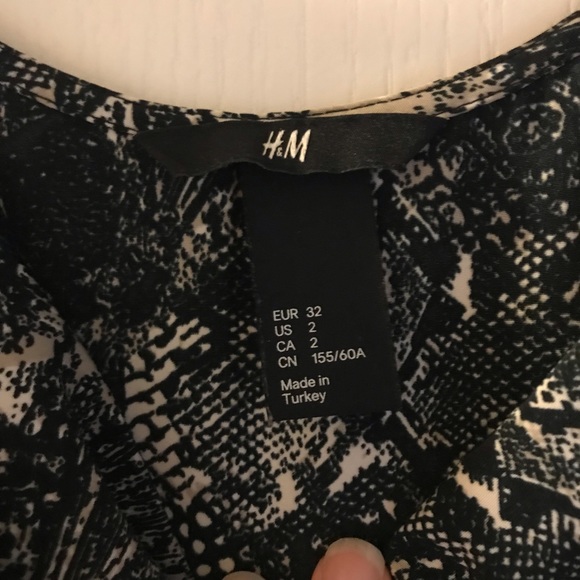 H&M
EUR 32
US 2
CA 2
CN 155/60A
Made in
Turkey